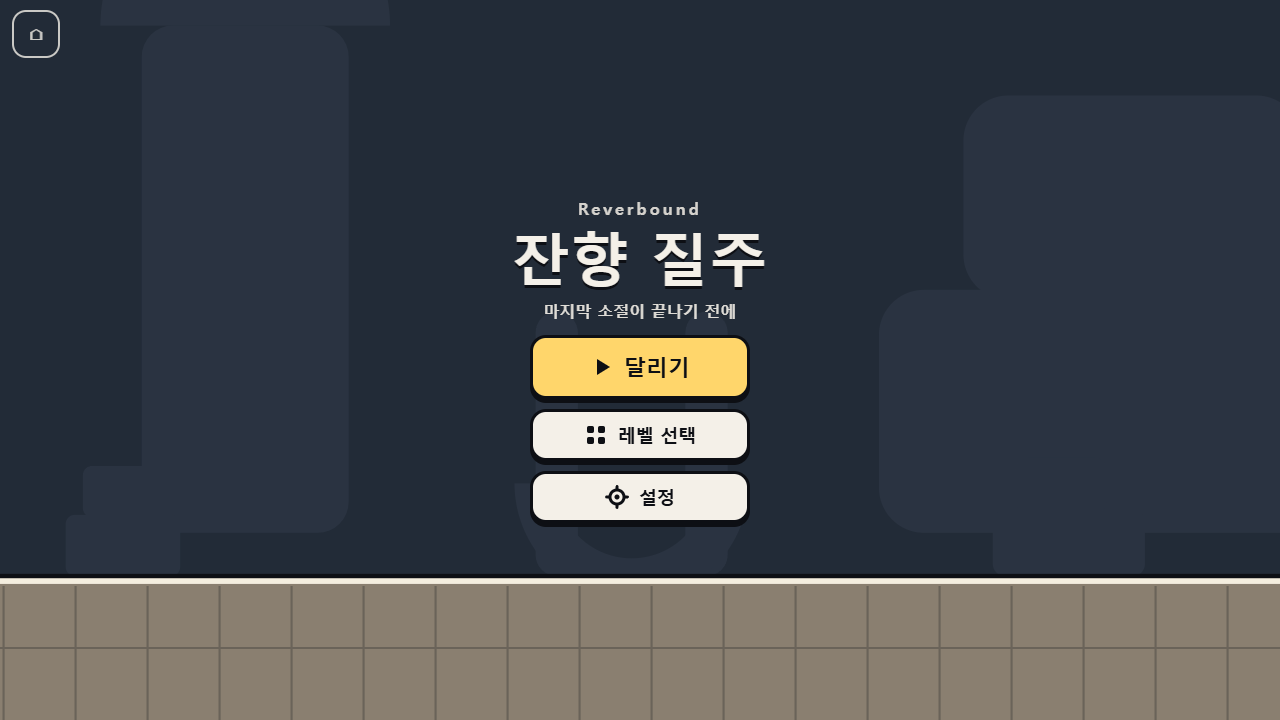 Reverbound
잔향 질주
마지막 소절이 끝나기 전에
달리기
레벨 선택
설정